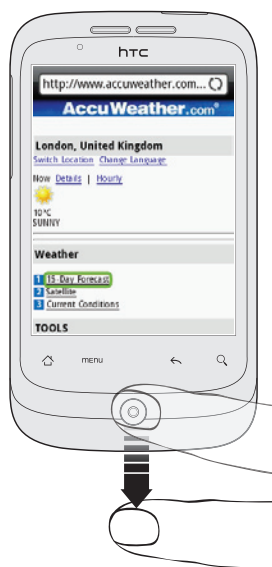 hTC
http://www.accuweather.com...
AccuWeather.com®
London, United Kingdom
Switch Location Change Language
Now Details | Hourly
10°C
SUNNY
Weather
1 15-Day Forecast
2 Satellite
3 Current Conditions
TOOLS
MENU